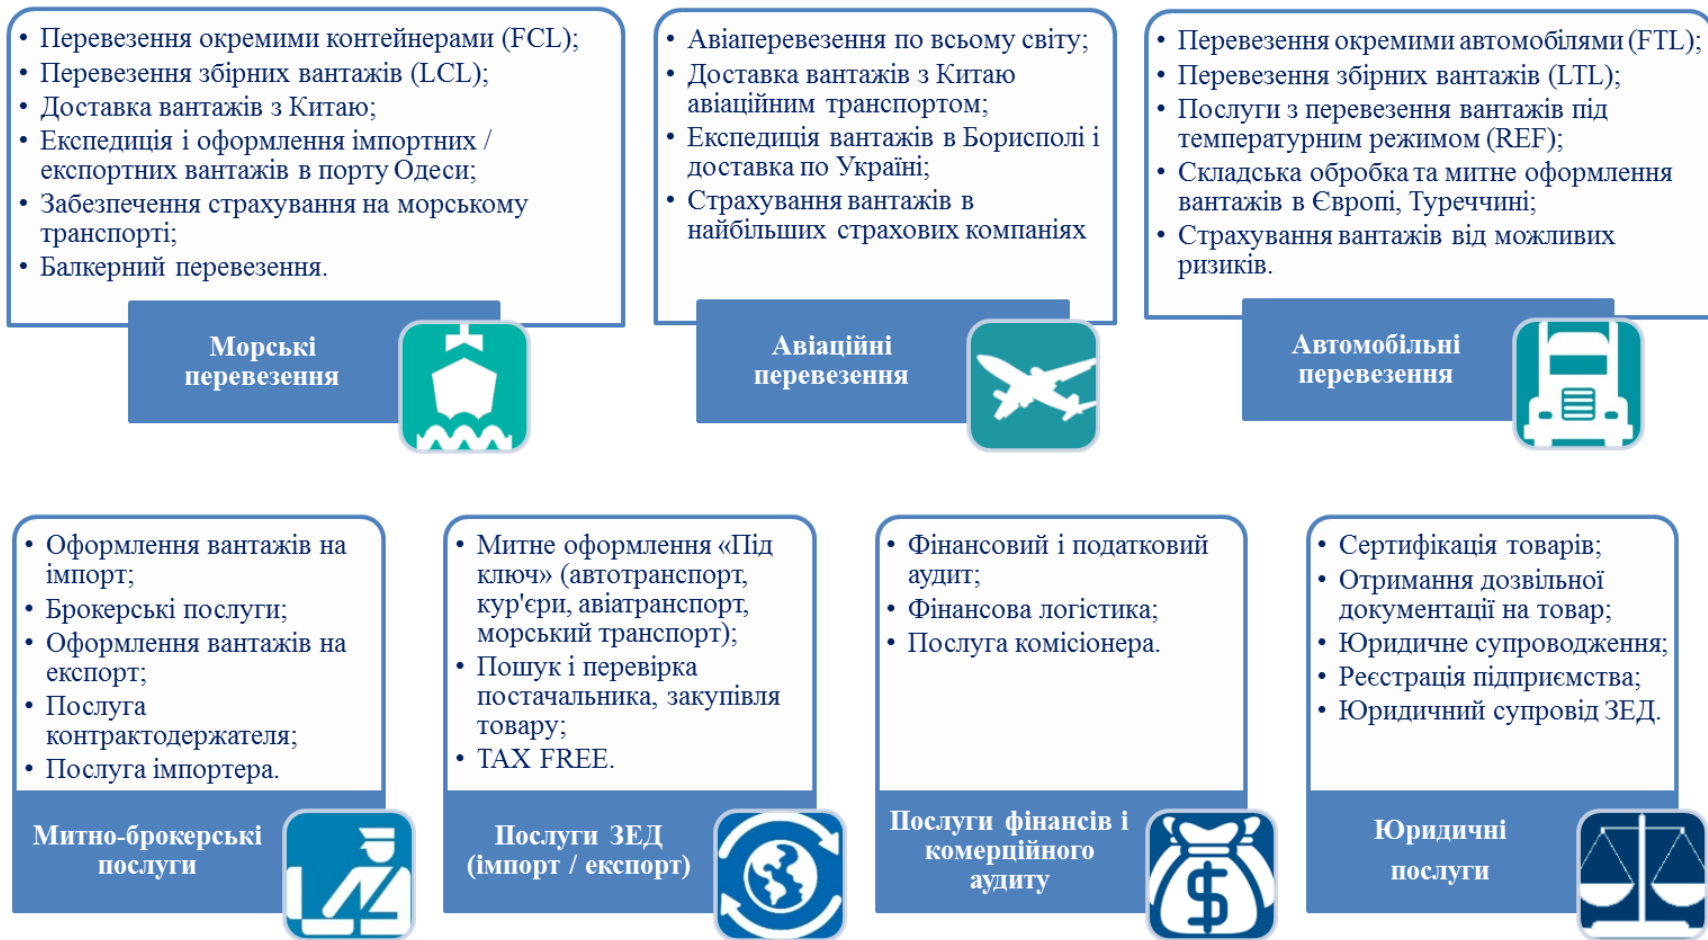 • Перевезення окремими контейнерами (FCL);
• Перевезення збірних вантажів (LCL);
• Доставка вантажів з Китаю;
• Експедиція і оформлення імпортних /
експортних вантажів в порту Одеси;
• Забезпечення страхування на морському
транспорті;
• Балкерний перевезення.
Морські
перевезення
• Авіаперевезення по всьому світу;
• Доставка вантажів з Китаю
авіаційним транспортом;
• Експедиція вантажів в Борисполі і
доставка по Україні;
• Страхування вантажів в
найбільших страхових компаніях
Авіаційні
перевезення
• Перевезення окремими автомобілями (FTL);
• Перевезення збірних вантажів (LTL);
• Послуги з перевезення вантажів під
температурним режимом (REF);
• Складська обробка та митне оформлення
вантажів в Європі, Туреччині;
• Страхування вантажів від можливих
ризиків.
Автомобільні
перевезення
• Оформлення вантажів на
імпорт;
• Брокерські послуги;
• Оформлення вантажів на
експорт;
• Послуга
контрактодержателя;
• Послуга імпортера.
Митно-брокерські
послуги
• Митне оформлення «Під
ключ» (автотранспорт,
кур'єри, авіатранспорт,
морський транспорт);
• Пошук і перевірка
постачальника, закупівля
товару;
• TAX FREE.
Послуги ЗЕД
(імпорт / експорт)
• Фінансовий і податковий
аудит;
• Фінансова логістика;
• Послуга комісіонера.
Послуги фінансів і
комерційного
аудиту
$
• Сертифікація товарів;
• Отримання дозвільної
документації на товар;
• Юридичне супроводження;
• Реєстрація підприємства;
• Юридичний супровід ЗЕД.
Юридичні
послуги